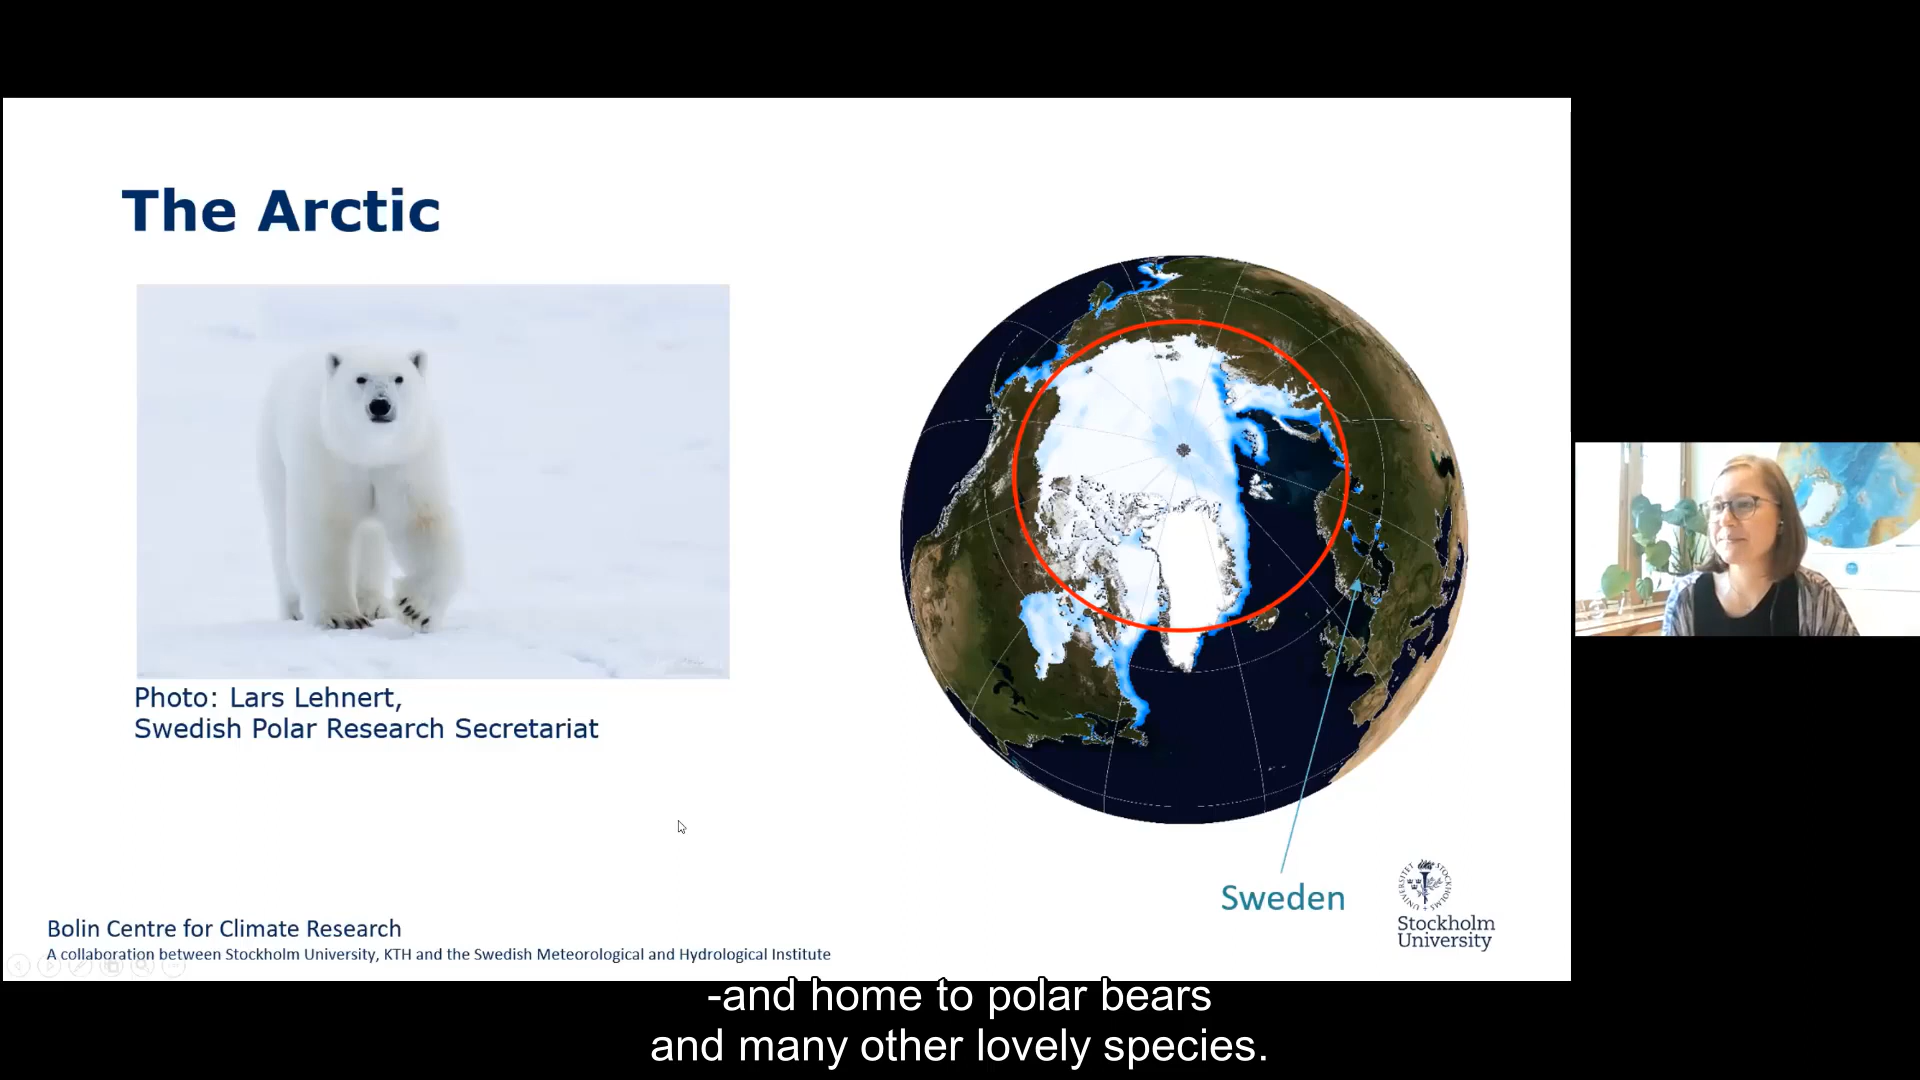 The Arctic
Photo: Lars Lehnert,
Swedish Polar Research Secretariat
Sweden
Stockholm
University
Bolin Centre for Climate Research
A collaboration between Stockholm University, KTH and the Swedish Meteorological and Hydrological Institute
-and home to polar bears
and many other lovely species.